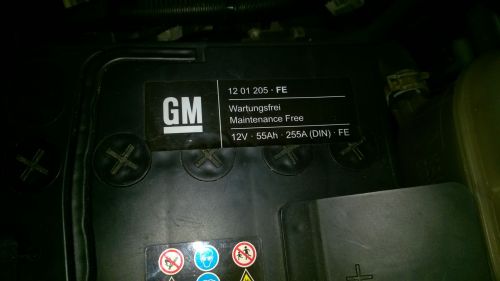 GM
12 01 205 · FE
Wartungsfrei
Maintenance Free
12V · 55Ah · 255A (DIN) · FE